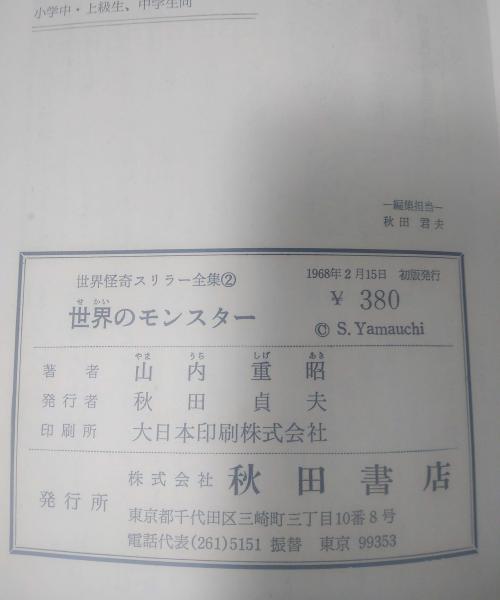 小学中・上級生、中学生向
―編集担当―
秋田君夫
世界怪奇スリラー全集②
1968年2月15日 初版発行
せかい
世界のモンスター
¥ 380
© S. Yamauchi
やま うち しげ あき
著者 山内重昭
発行者 秋田貞夫
印刷所 大日本印刷株式会社
発行所 株式会社 秋田書店
東京都千代田区三崎町三丁目10番8号
電話代表(261)5151 振替 東京 99353